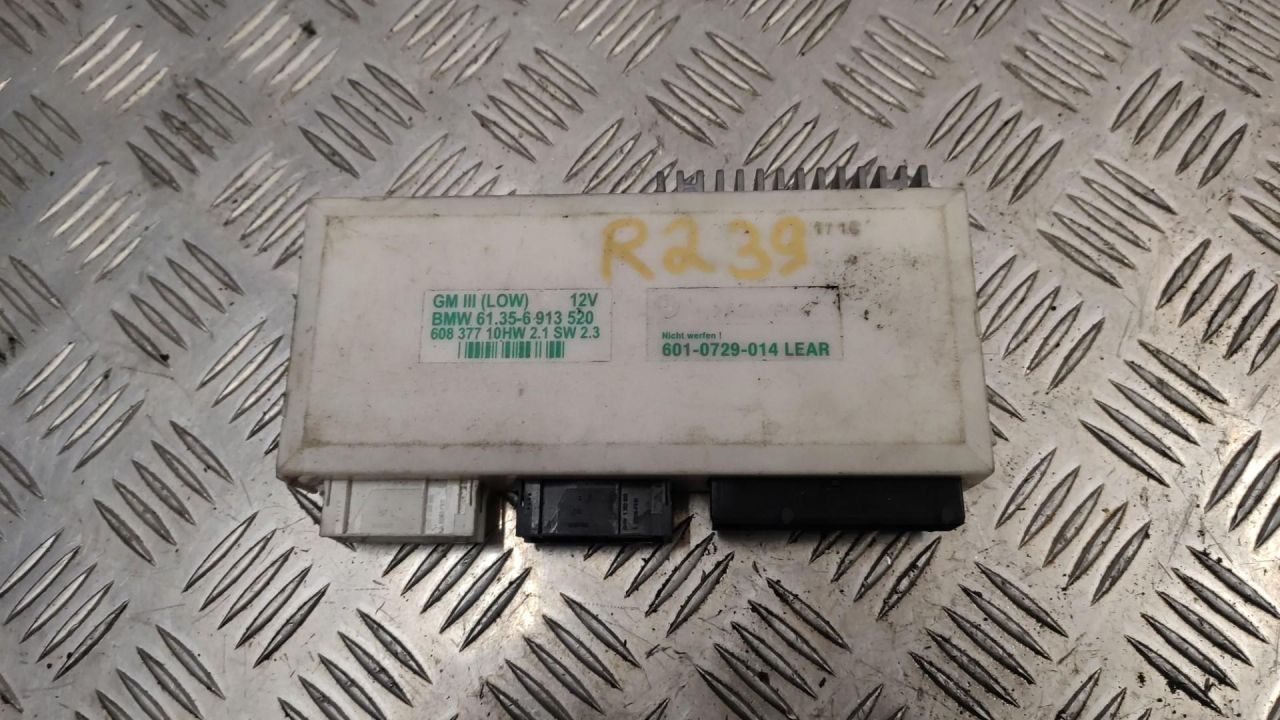 R239
1716
GM III (LOW) 12V
BMW 61.35-6 913 520
608 377 10HW 2.1 SW 2.3
Nicht werfen !
601-0729-014 LEAR